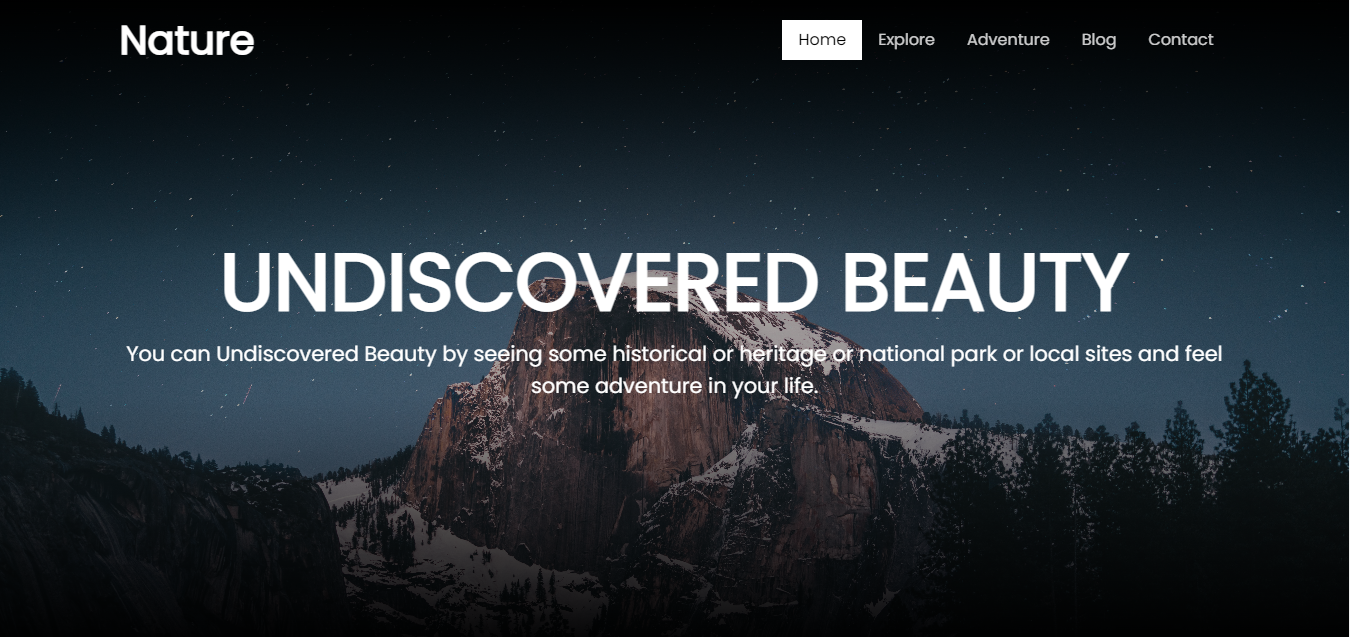 Nature
Home Explore Adventure Blog Contact
UNDISCOVERED BEAUTY
You can Undiscovered Beauty by seeing some historical or heritage or national park or local sites and feel
some adventure in your life.